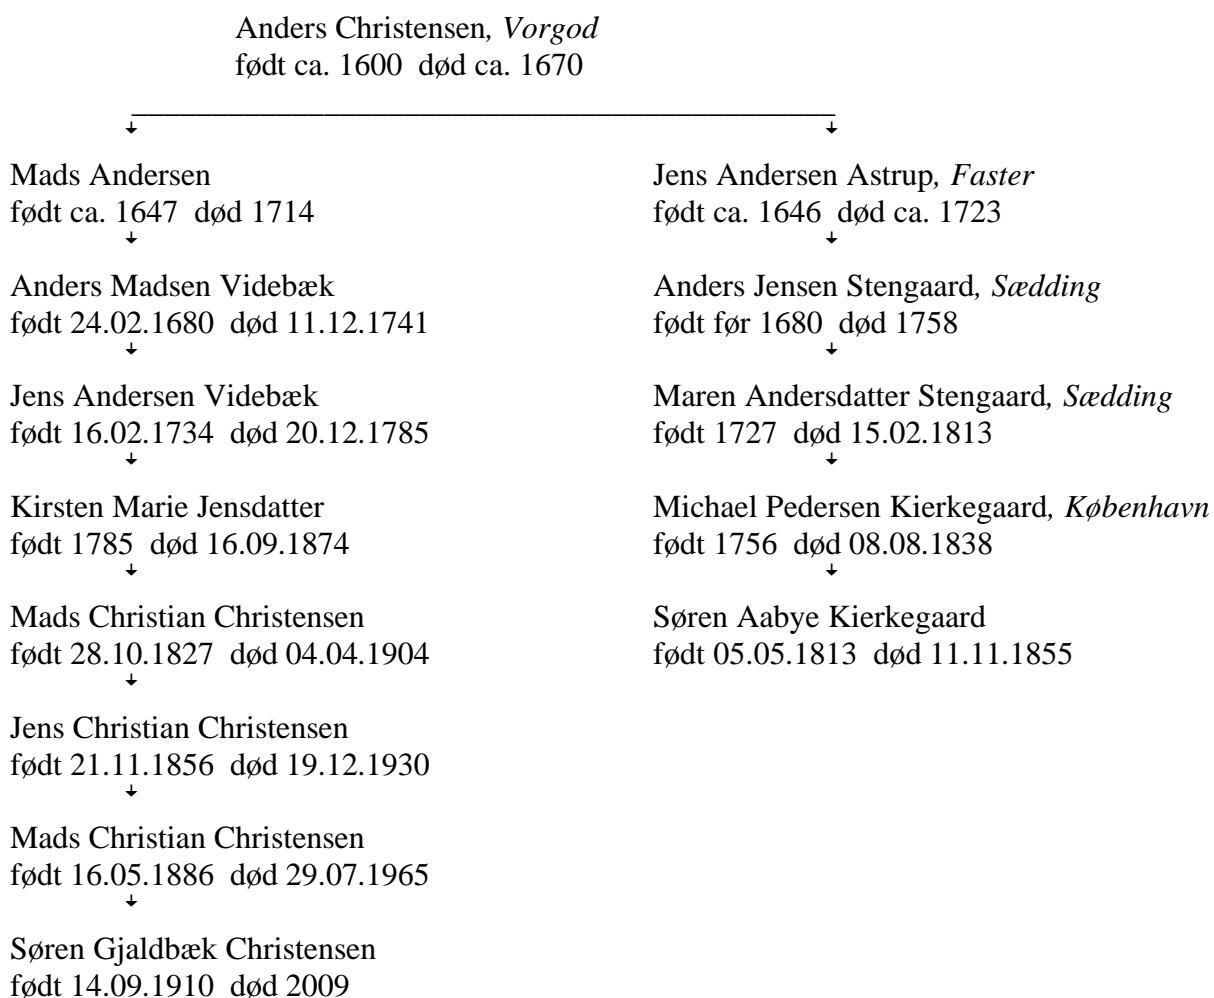 Anders Christensen, Vorgod
født ca. 1600 død ca. 1670
Mads Andersen
født ca. 1647 død 1714
Anders Madsen Videbæk
født 24.02.1680 død 11.12.1741
Jens Andersen Videbæk
født 16.02.1734 død 20.12.1785
Kirsten Marie Jensdatter
født 1785 død 16.09.1874
Mads Christian Christensen
født 28.10.1827 død 04.04.1904
Jens Christian Christensen
født 21.11.1856 død 19.12.1930
Mads Christian Christensen
født 16.05.1886 død 29.07.1965
Søren Gjaldbæk Christensen
født 14.09.1910 død 2009
Jens Andersen Astrup, Faster
født ca. 1646 død ca. 1723
Anders Jensen Stengaard, Sædding
født før 1680 død 1758
Maren Andersdatter Stengaard, Sædding
født 1727 død 15.02.1813
Michael Pedersen Kierkegaard, København
født 1756 død 08.08.1838
Søren Aabye Kierkegaard
født 05.05.1813 død 11.11.1855